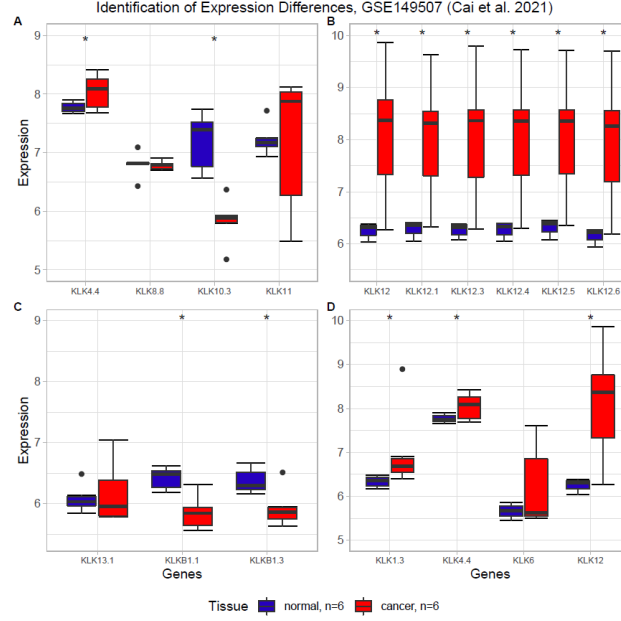 Identification of Expression Differences, GSE149507 (Cai et al. 2021)
A
*
*
9
8
7
6
5
Expression
KLK4.4 KLK8.8 KLK10.3 KLK11
B
* * * * * *
10
9
8
7
6
KLK12 KLK12.1 KLK12.3 KLK12.4 KLK12.5 KLK12.6
C
* *
9
8
7
6
Expression
KLK13.1 KLKB1.1 KLKB1.3
Genes
D
* * *
10
9
8
7
6
5
KLK1.3 KLK4.4 KLK6 KLK12
Genes
Tissue normal, n=6 cancer, n=6